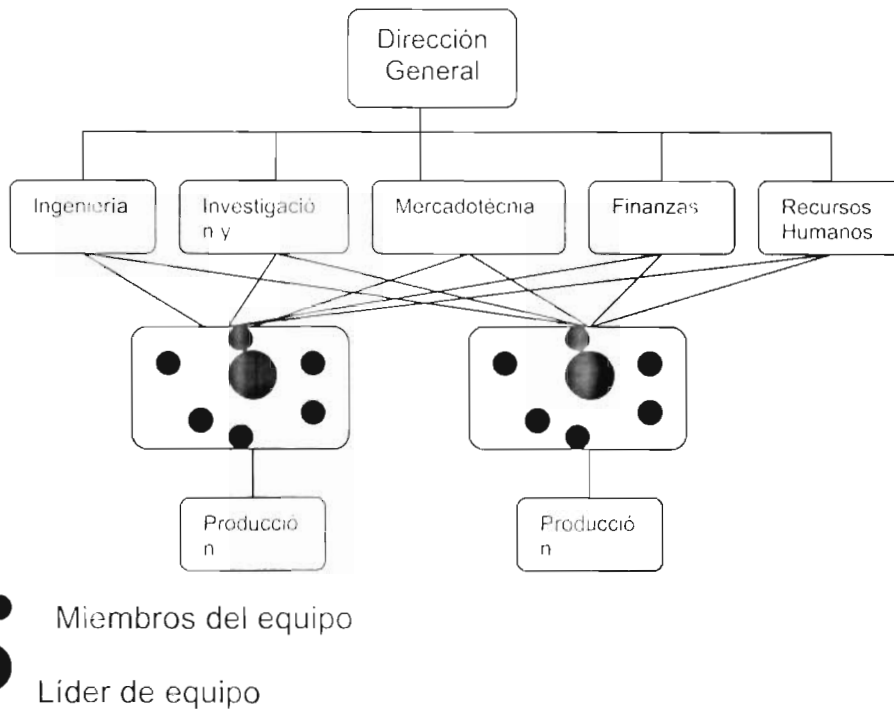 Dirección
General
Ingeniería
Investigació
n y
Mercadotécnia
Finanzas
Recursos
Humanos
Producció
n
Producció
n
Miembros del equipo
Líder de equipo